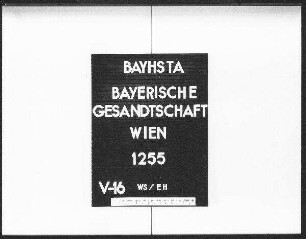 BAYHSTA
BAYERISCHE
GESANDTSCHAFT
WIEN
1255
V-16 WS/EH